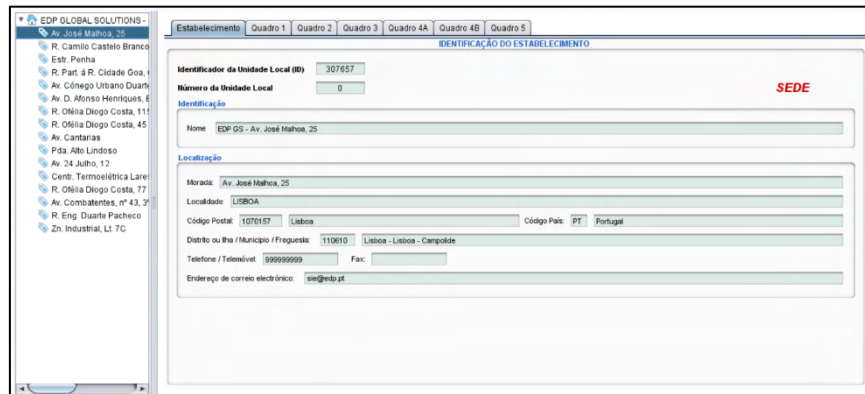 EDP GLOBAL SOLUTIONS -
Av. José Malhoa, 25
R. Camilo Castelo Branco
Estr. Penha
R. Part. á R. Cidade Goa,
Av. Cónego Urbano Duarte
Av. D. Afonso Henriques,
R. Ofélia Diogo Costa, 115
R. Ofélia Diogo Costa, 45
Av. Cantarias
Pda. Alto Lindoso
Av. 24 Julho, 12
Centr. Termoelétrica Lares
R. Ofélia Diogo Costa, 77
Av. Combatentes, nº 43, 3º
R. Eng. Duarte Pacheco
Zn. Industrial, Lt. 7C
Estabelecimento Quadro 1 Quadro 2 Quadro 3 Quadro 4A Quadro 4B Quadro 5
IDENTIFICAÇÃO DO ESTABELECIMENTO
Identificador da Unidade Local (ID) 307657
Número da Unidade Local 0
SEDE
Identificação
Nome EDP GS - Av. José Malhoa, 25
Localização
Morada: Av. José Malhoa, 25
Localidade: LISBOA
Código Postal: 1070157 Lisboa Código País: PT Portugal
Distrito ou Ilha / Município / Freguesia: 110610 Lisboa - Lisboa - Campolide
Telefone / Telemóvel: 999999999 Fax:
Endereço de correio electrónico: sie@edp.pt